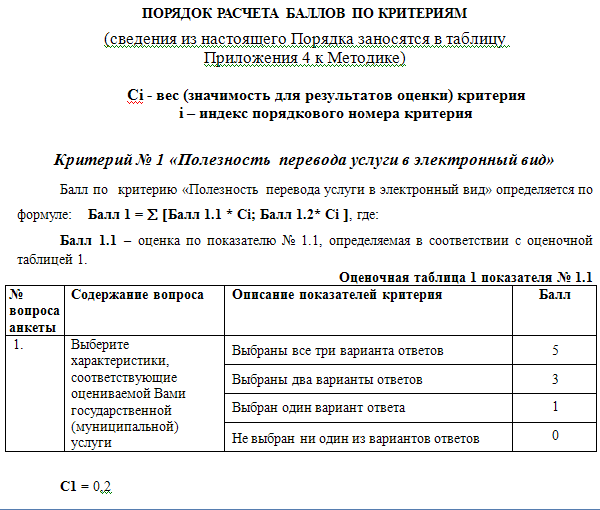 ПОРЯДОК РАСЧЕТА БАЛЛОВ ПО КРИТЕРИЯМ
(сведения из настоящего Порядка заносятся в таблицу
Приложения 4 к Методике)
Ci - вес (значимость для результатов оценки) критерия
i – индекс порядкового номера критерия
Критерий № 1 «Полезность перевода услуги в электронный вид»
Балл по критерию «Полезность перевода услуги в электронный вид» определяется по
формуле: Балл 1 = Σ [Балл 1.1 * Ci; Балл 1.2* Ci ], где:
Балл 1.1 – оценка по показателю № 1.1, определяемая в соответствии с оценочной
таблицей 1.
Оценочная таблица 1 показателя № 1.1
№
вопроса
анкеты
Содержание вопроса
Описание показателей критерия
Балл
1.
Выберите
характеристики,
соответствующие
оцениваемой Вами
государственной
(муниципальной)
услуги
Выбраны все три варианта ответов
5
Выбраны два варианты ответов
3
Выбран один вариант ответа
1
Не выбран ни один из вариантов ответов
0
C1 = 0,2